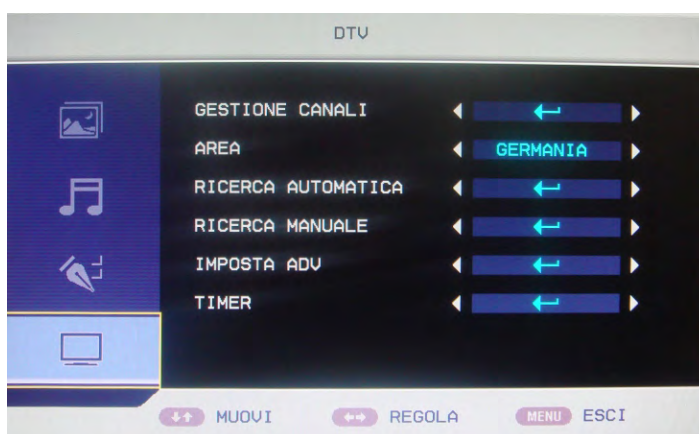 DTV
GESTIONE CANALI
AREA GERMANIA
RICERCA AUTOMATICA
RICERCA MANUALE
IMPOSTA ADV
TIMER
MUOVI REGOLA MENU ESCI